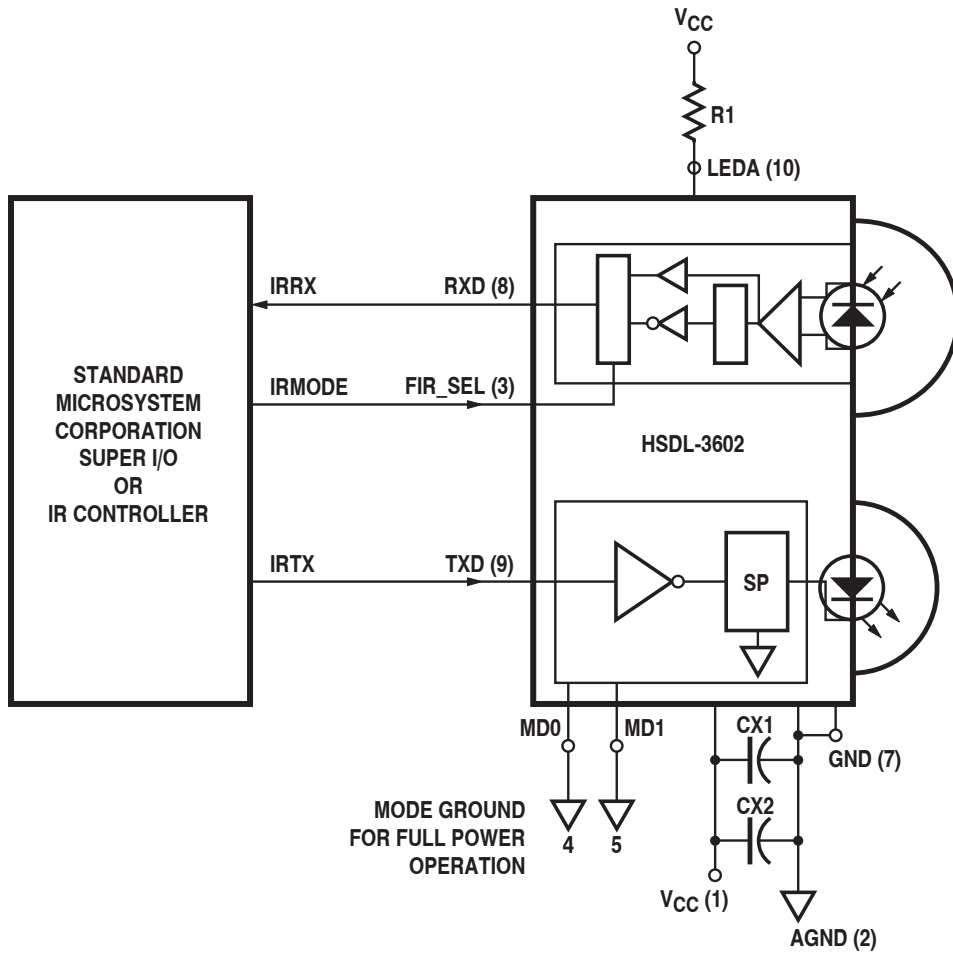 VCC
R1
LEDA (10)
IRRX
RXD (8)
STANDARD
MICROSYSTEM
CORPORATION
SUPER I/O
OR
IR CONTROLLER
IRMODE
FIR_SEL (3)
HSDL-3602
IRTX
TXD (9)
SP
MD0
MD1
CX1
GND (7)
MODE GROUND
FOR FULL POWER
OPERATION
4
5
CX2
VCC (1)
AGND (2)